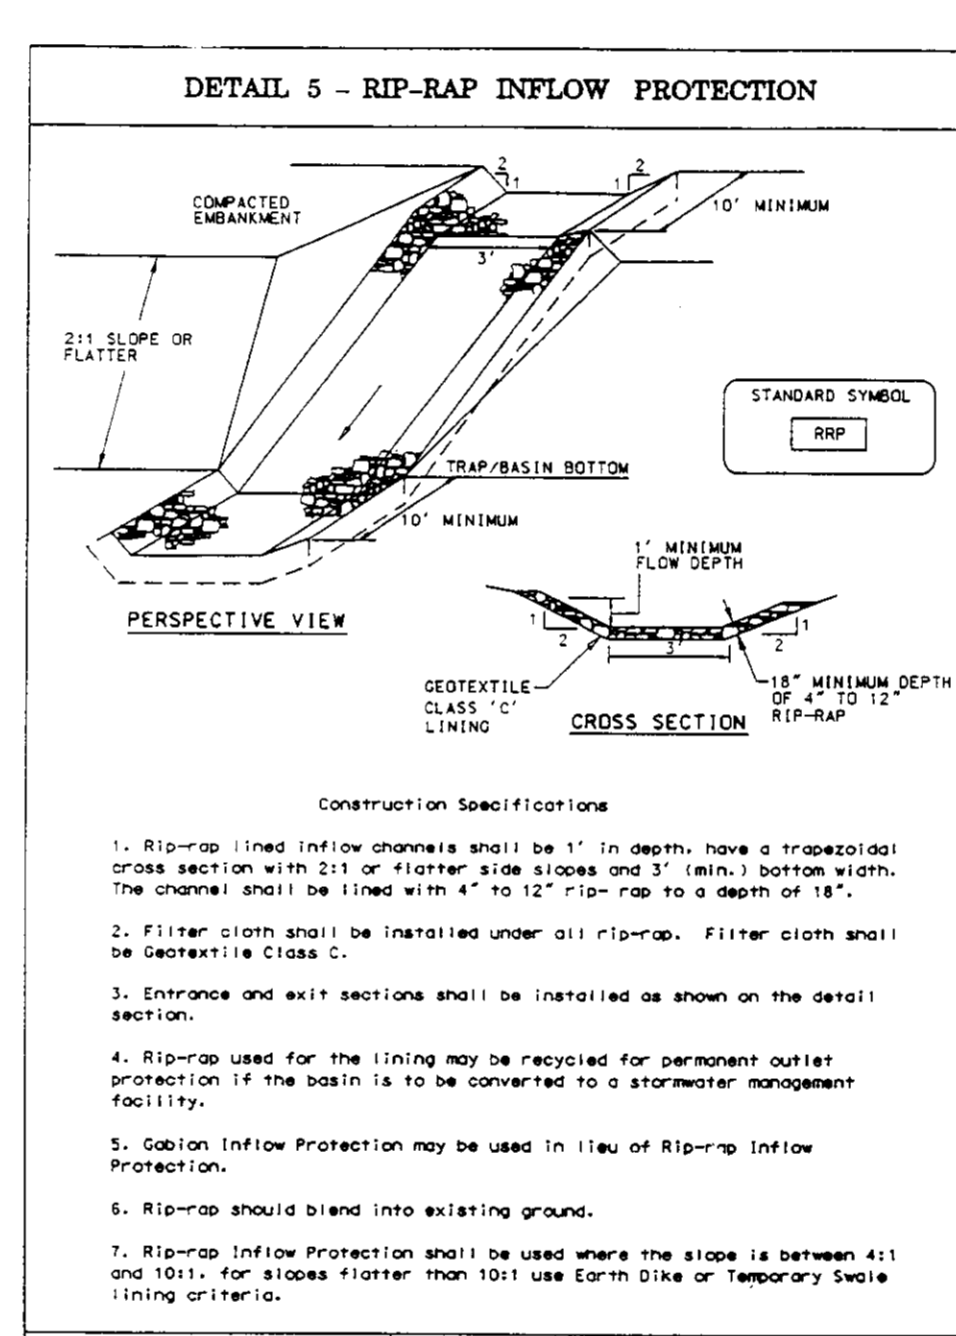 DETAIL 5 - RIP-RAP INFLOW PROTECTION
2
1
1
2
COMPACTED
EMBANKMENT
10' MINIMUM
3'
2:1 SLOPE OR
FLATTER
STANDARD SYMBOL
RRP
TRAP/BASIN BOTTOM
10' MINIMUM
PERSPECTIVE VIEW
1' MINIMUM
FLOW DEPTH
1
2
3'
1
2
GEOTEXTILE
CLASS 'C'
LINING
18" MINIMUM DEPTH
OF 4" TO 12"
RIP-RAP
CROSS SECTION
Construction Specifications
1. Rip-rap lined inflow channels shall be 1' in depth, have a trapezoidal
cross section with 2:1 or flatter side slopes and 3' (min.) bottom width.
The channel shall be lined with 4" to 12" rip- rap to a depth of 18".
2. Filter cloth shall be installed under all rip-rap. Filter cloth shall
be Geotextile Class C.
3. Entrance and exit sections shall be installed as shown on the detail
section.
4. Rip-rap used for the lining may be recycled for permanent outlet
protection if the basin is to be converted to a stormwater management
facility.
5. Gabion Inflow Protection may be used in lieu of Rip-rap Inflow
Protection.
6. Rip-rap should blend into existing ground.
7. Rip-rap Inflow Protection shall be used where the slope is between 4:1
and 10:1. for slopes flatter than 10:1 use Earth Dike or Temporary Swale
lining criteria.